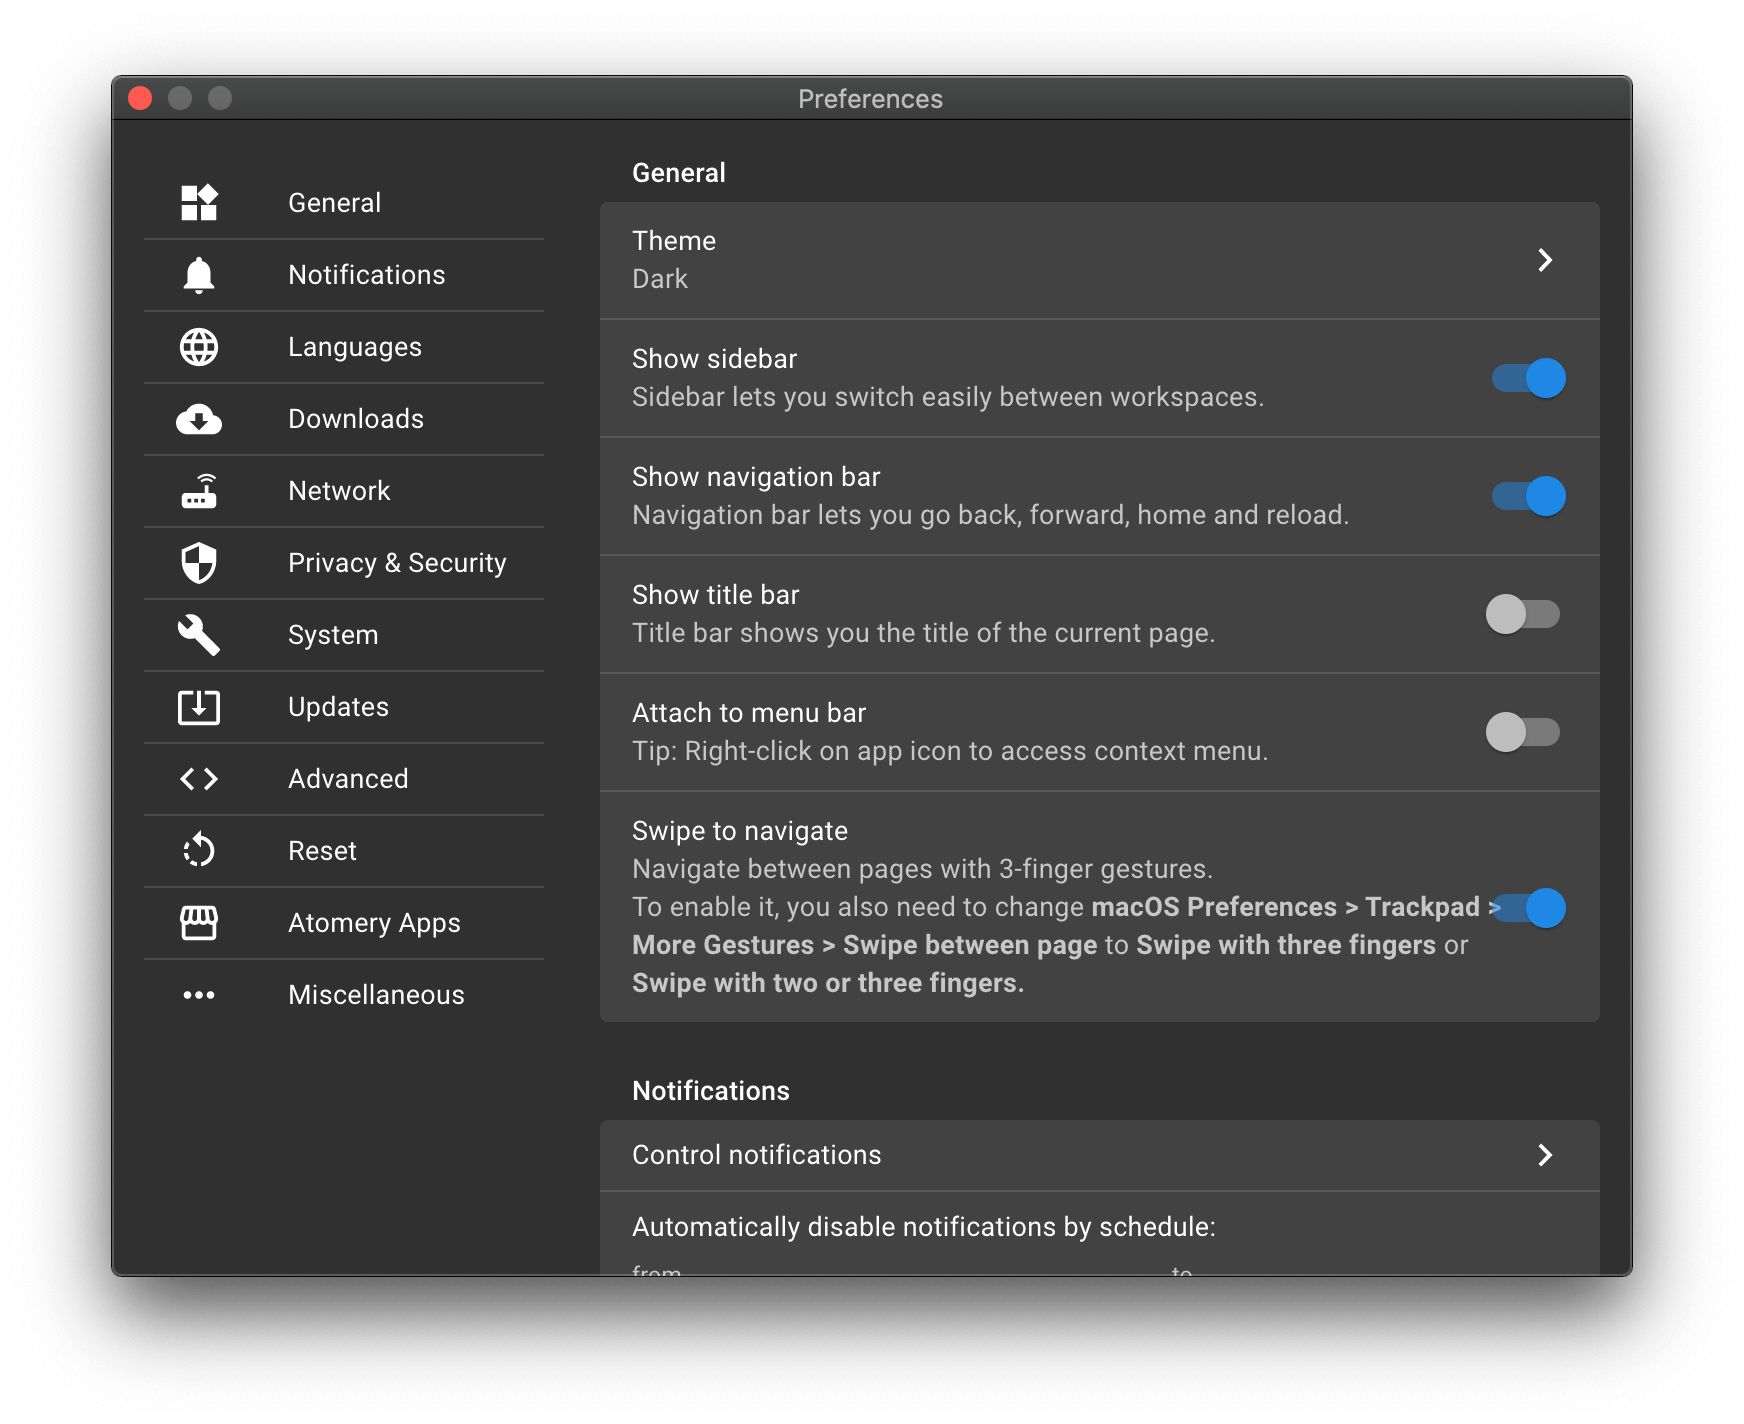 Preferences
General
Notifications
Languages
Downloads
Network
Privacy & Security
System
Updates
Advanced
Reset
Atomery Apps
Miscellaneous
General
Theme
Dark
Show sidebar
Sidebar lets you switch easily between workspaces.
Show navigation bar
Navigation bar lets you go back, forward, home and reload.
Show title bar
Title bar shows you the title of the current page.
Attach to menu bar
Tip: Right-click on app icon to access context menu.
Swipe to navigate
Navigate between pages with 3-finger gestures.
To enable it, you also need to change macOS Preferences > Trackpad >
More Gestures > Swipe between page to Swipe with three fingers or
Swipe with two or three fingers.
Notifications
Control notifications
Automatically disable notifications by schedule:
from to